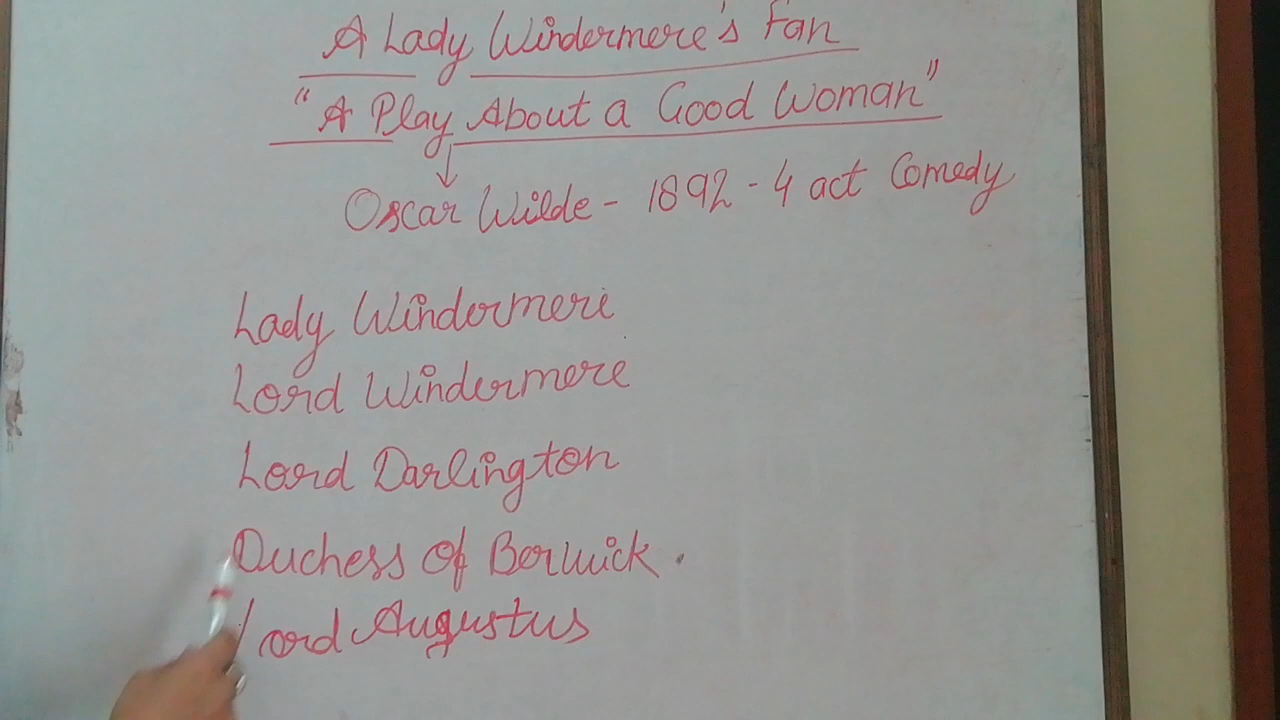 A Lady Windermere's Fan
"A Play About a Good Woman"
Oscar Wilde - 1892 - 4 act Comedy
Lady Windermere
Lord Windermere
Lord Darlington
Duchess of Berwick.
Lord Augustus